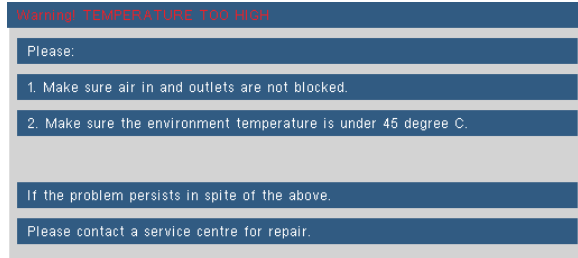 Warning! TEMPERATURE TOO HIGH
Please:
1. Make sure air in and outlets are not blocked.
2. Make sure the environment temperature is under 45 degree C.
If the problem persists in spite of the above.
Please contact a service centre for repair.